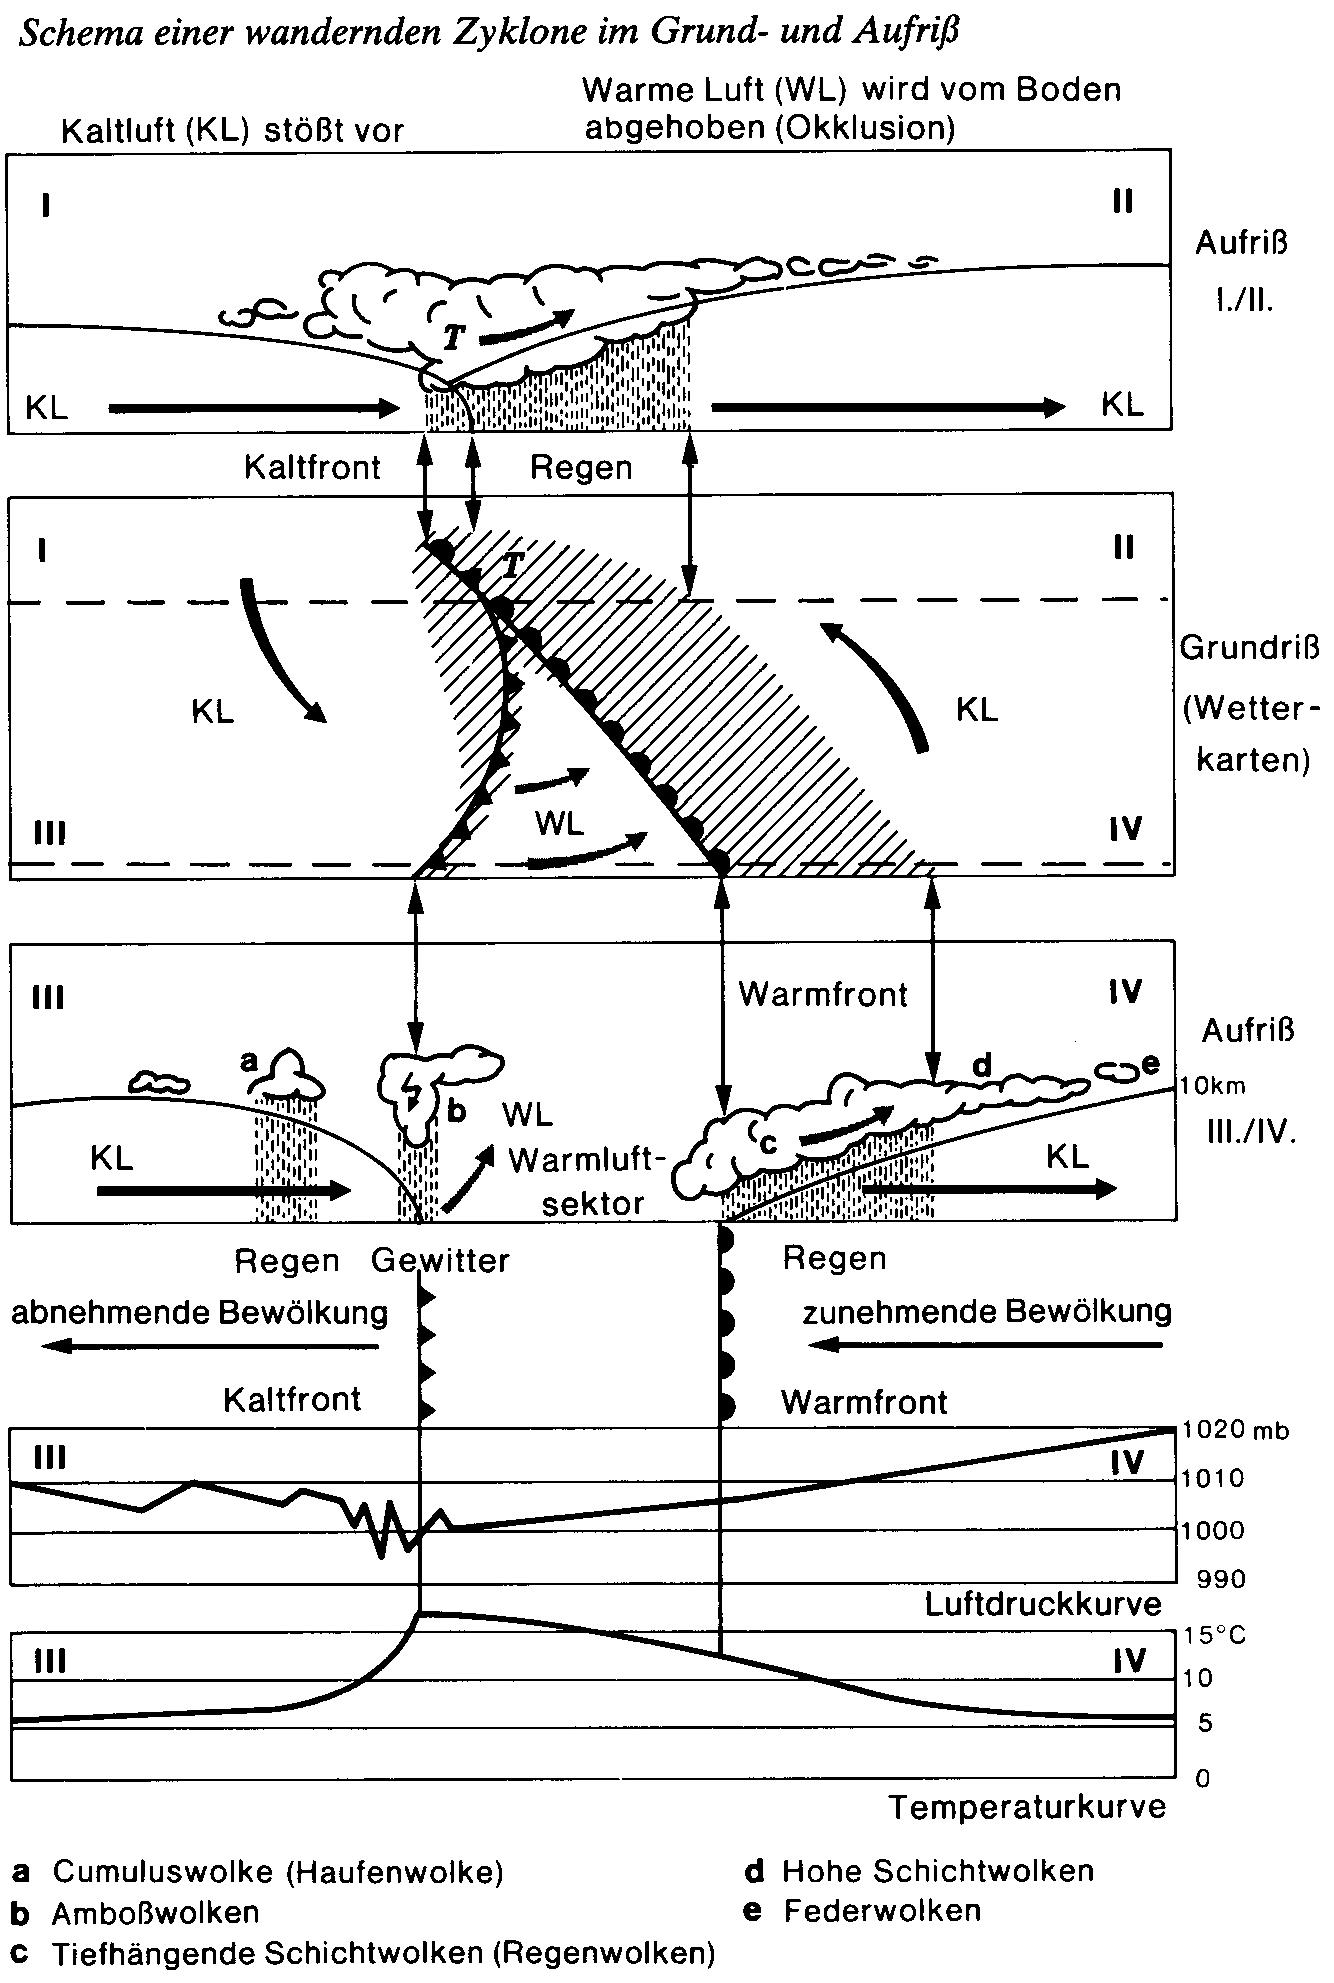 Schema einer wandernden Zyklone im Grund- und Aufriß
Warme Luft (WL) wird vom Boden
Kaltluft (KL) stößt vor
abgehoben (Okklusion)
I
II
Aufriß
I./II.
T
KL
KL
Kaltfront
Regen
I
II
T
Grundriß
KL
KL
(Wetter-
karten)
WL
III
IV
III
Warmfront
IV
Aufriß
a
d
e
10km
b
WL
c
III./IV.
KL
Warmluft-
KL
sektor
Regen
Gewitter
Regen
abnehmende Bewölkung
zunehmende Bewölkung
Kaltfront
Warmfront
1020 mb
III
IV
1010
1000
990
Luftdruckkurve
15°C
III
IV
10
5
0
Temperaturkurve
a Cumuluswolke (Haufenwolke)
b Amboßwolken
c Tiefhängende Schichtwolken (Regenwolken)
d Hohe Schichtwolken
e Federwolken